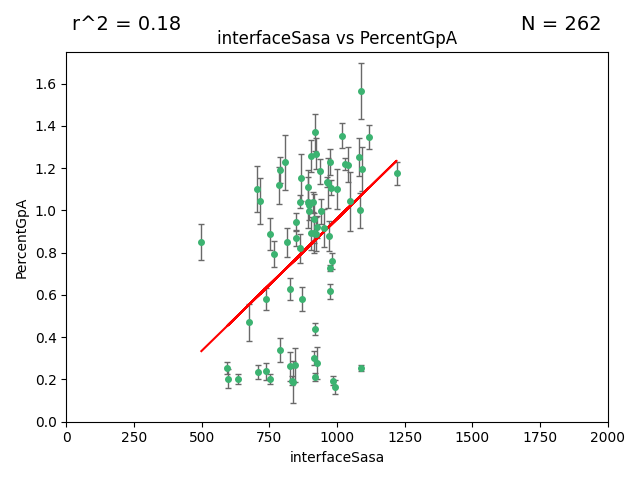 r^2 = 0.18
N = 262
interfaceSasa vs PercentGpA
PercentGpA
1.6
1.4
1.2
1.0
0.8
0.6
0.4
0.2
0.0
0 250 500 750 1000 1250 1500 1750 2000
interfaceSasa